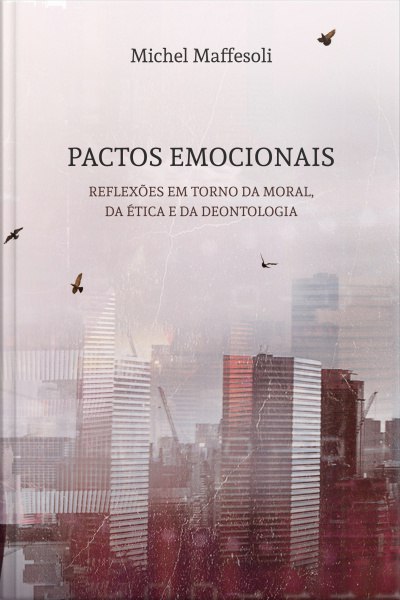 Michel Maffesoli
PACTOS EMOCIONAIS
REFLEXÕES EM TORNO DA MORAL,
DA ÉTICA E DA DEONTOLOGIA